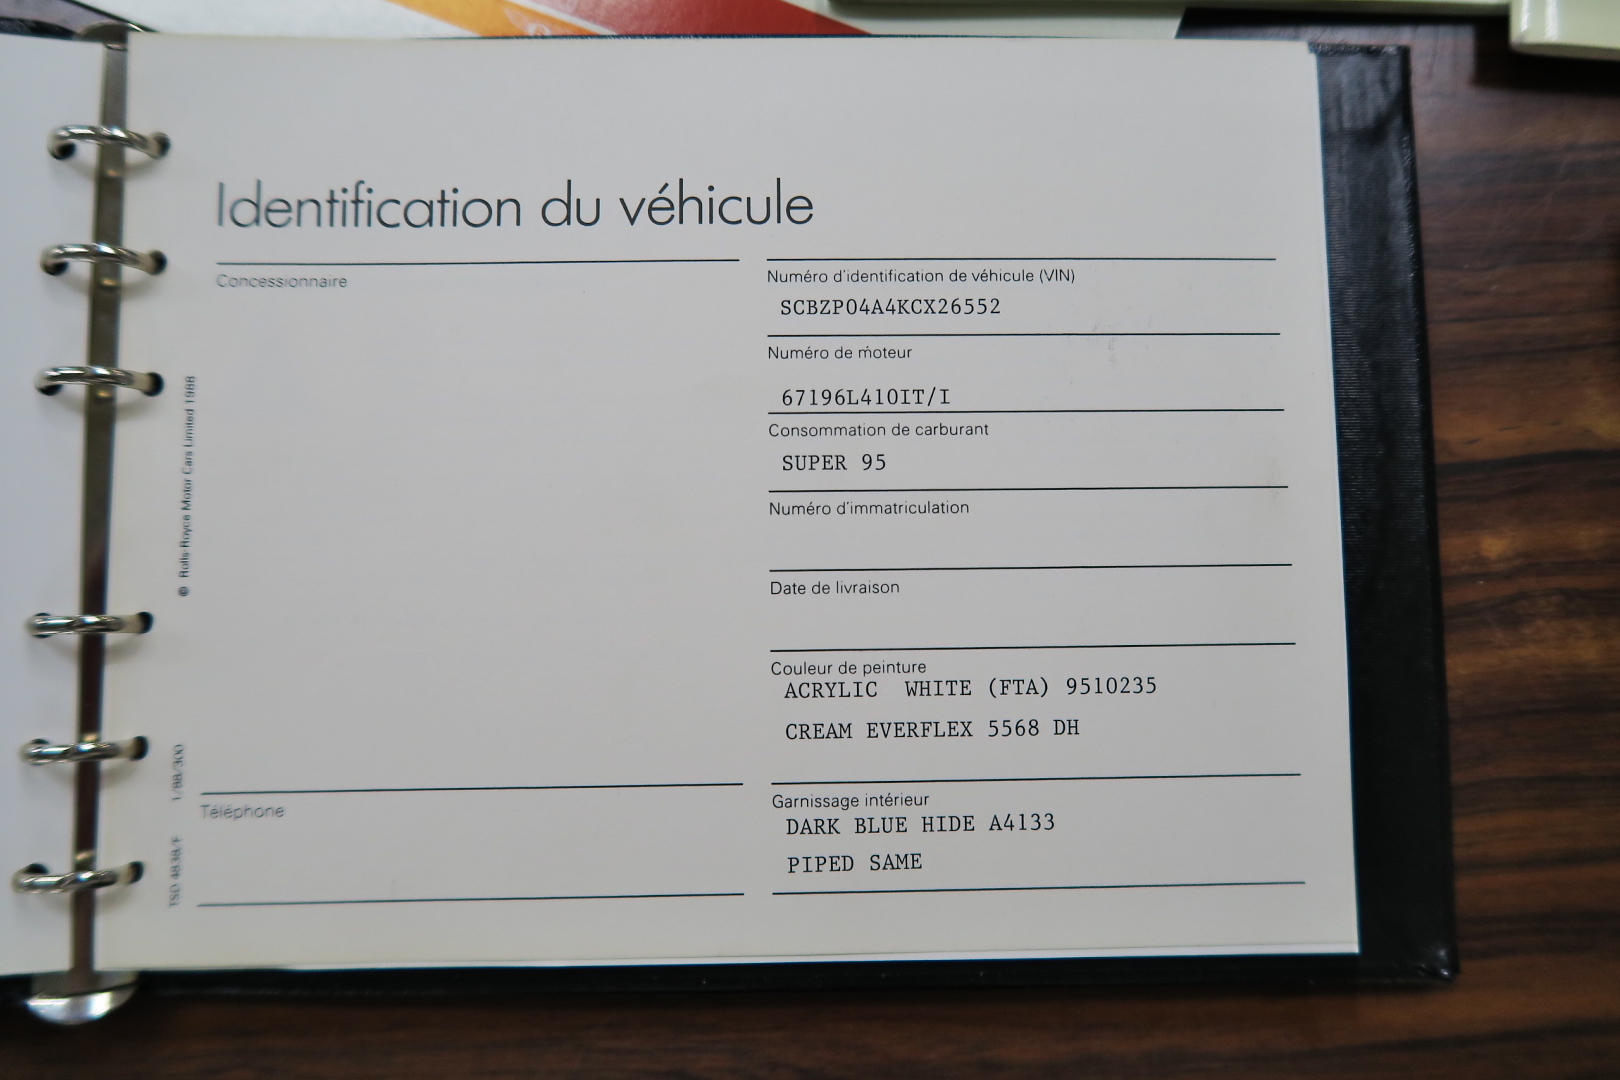 Identification du véhicule
Concessionnaire
Téléphone
Numéro d'identification de véhicule (VIN)
SCBZP04A4KCX26552
Numéro de moteur
67196L410IT/I
Consommation de carburant
SUPER 95
Numéro d'immatriculation
Date de livraison
Couleur de peinture
ACRYLIC  WHITE (FTA) 9510235
CREAM EVERFLEX 5568 DH
Garnissage intérieur
DARK BLUE HIDE A4133
PIPED SAME
© Rolls-Royce Motor Cars Limited 1988
TSD 4838/F 1/88/300